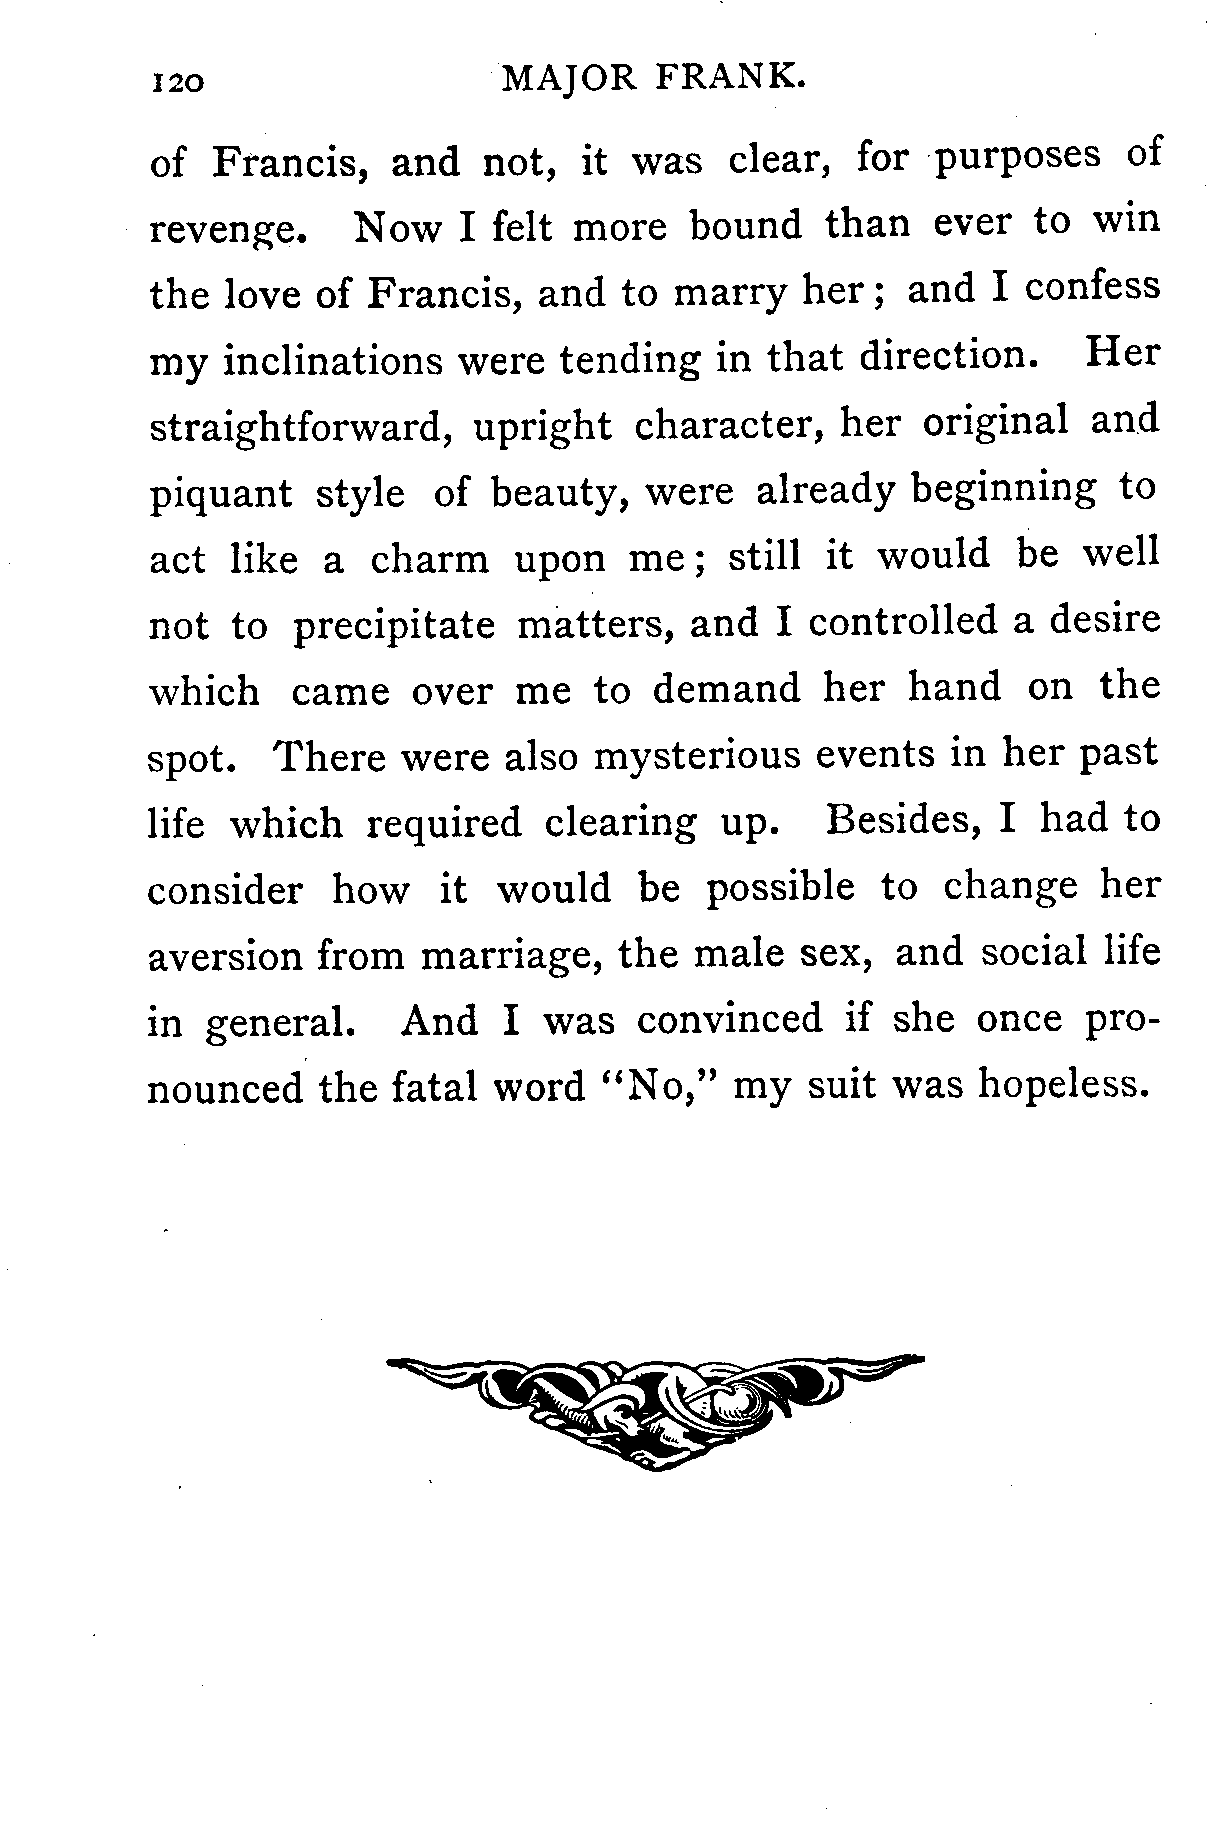 120 MAJOR FRANK.
of Francis, and not, it was clear, for purposes of
revenge. Now I felt more bound than ever to win
the love of Francis, and to marry her; and I confess
my inclinations were tending in that direction. Her
straightforward, upright character, her original and
piquant style of beauty, were already beginning to
act like a charm upon me; still it would be well
not to precipitate matters, and I controlled a desire
which came over me to demand her hand on the
spot. There were also mysterious events in her past
life which required clearing up. Besides, I had to
consider how it would be possible to change her
aversion from marriage, the male sex, and social life
in general. And I was convinced if she once pro-
nounced the fatal word “No,” my suit was hopeless.